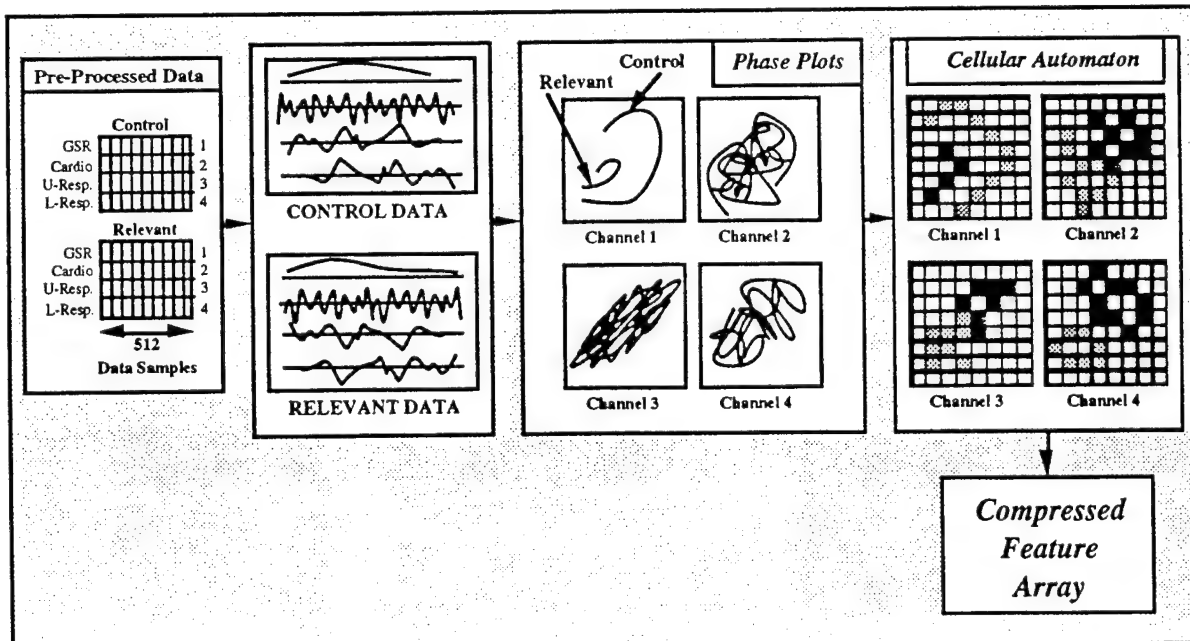 Pre-Processed Data
Control
GSR 1
Cardio 2
U-Resp. 3
L-Resp. 4
Relevant
GSR 1
Cardio 2
U-Resp. 3
L-Resp. 4
512
Data Samples
CONTROL DATA
RELEVANT DATA
Phase Plots
Control
Relevant
Channel 1
Channel 2
Channel 3
Channel 4
Cellular Automaton
Channel 1
Channel 2
Channel 3
Channel 4
Compressed
Feature
Array